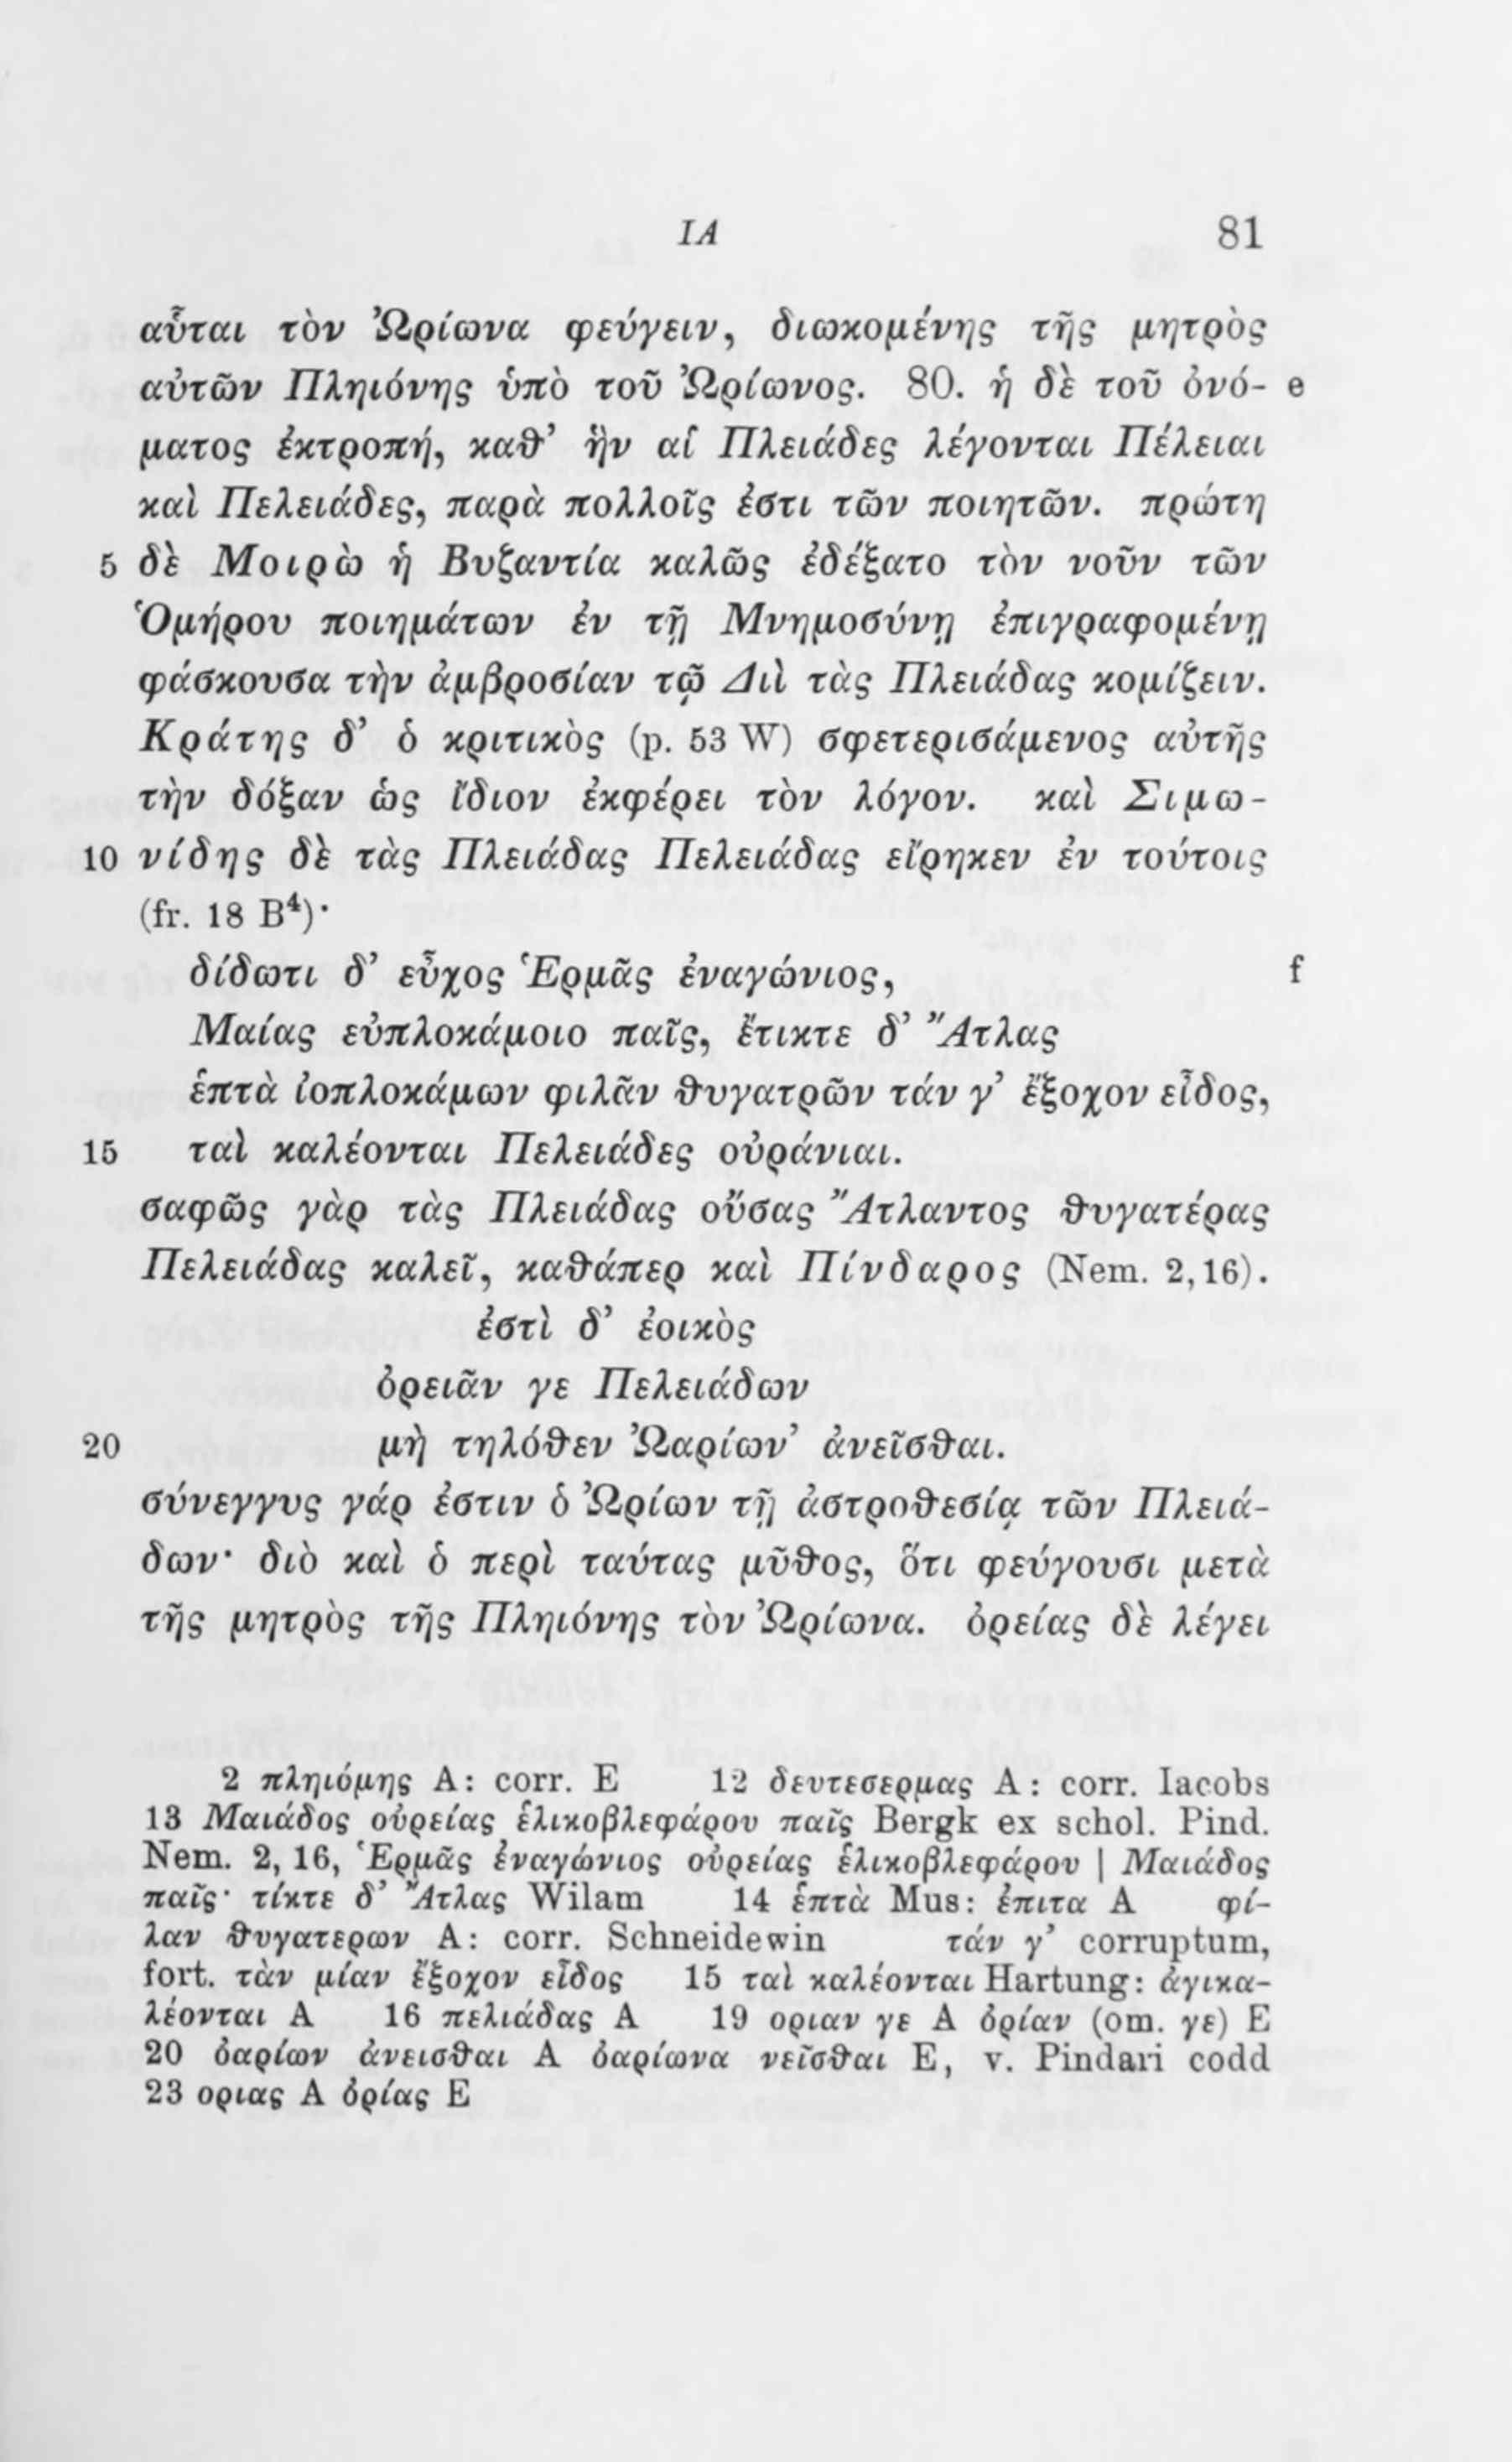 ΙΑ 81
αὗται τὸν Ὠρίωνα φεύγειν, διωκομένης τῆς μητρὸς
αὐτῶν Πληιόνης ὑπὸ τοῦ Ὠρίωνος. 80. ἡ δὲ τοῦ ὀνό- e
ματος ἐκτροπή, καθ’ ἣν αἱ Πλειάδες λέγονται Πέλειαι
καὶ Πελειάδες, παρὰ πολλοῖς ἐστι τῶν ποιητῶν. πρώτη
5 δὲ Μοιρὼ ἡ Βυζαντία καλῶς ἐδέξατο τὸν νοῦν τῶν
Ὁμήρου ποιημάτων ἐν τῇ Μνημοσύνῃ ἐπιγραφομένῃ
φάσκουσα τὴν ἀμβροσίαν τῷ Διὶ τὰς Πλειάδας κομίζειν.
Κράτης δ’ ὁ κριτικὸς (p. 53 W) σφετερισάμενος αὐτῆς
τὴν δόξαν ὡς ἴδιον ἐκφέρει τὸν λόγον. καὶ Σιμω-
10 νίδης δὲ τὰς Πλειάδας Πελειάδας εἴρηκεν ἐν τούτοις
(fr. 18 B⁴)·
δίδωτι δ’ εὖχος Ἑρμᾶς ἐναγώνιος, f
Μαίας εὐπλοκάμοιο παῖς, ἔτικτε δ’ Ἄτλας
ἑπτὰ ἰοπλοκάμων φιλᾶν θυγατρῶν τάν γ’ ἔξοχον εἶδος,
15 ταὶ καλέονται Πελειάδες οὐράνιαι.
σαφῶς γὰρ τὰς Πλειάδας οὔσας Ἄτλαντος θυγατέρας
Πελειάδας καλεῖ, καθάπερ καὶ Πίνδαρος (Nem. 2,16).
ἐστὶ δ’ ἐοικὸς
ὀρειᾶν γε Πελειάδων
20 μὴ τηλόθεν Ὠαρίων’ ἀνεῖσθαι.
σύνεγγυς γάρ ἐστιν ὁ Ὠρίων τῇ ἀστροθεσίᾳ τῶν Πλειά-
δων· διὸ καὶ ὁ περὶ ταύτας μῦθος, ὅτι φεύγουσι μετὰ
τῆς μητρὸς τῆς Πληιόνης τὸν Ὠρίωνα. ὀρείας δὲ λέγει
2 πληιόμης A: corr. E 12 δευτεσερμας A: corr. Iacobs
13 Μαιάδος οὐρείας ἑλικοβλεφάρου παῖς Bergk ex schol. Pind.
Nem. 2, 16, Ἑρμᾶς ἐναγώνιος οὐρείας ἑλικοβλεφάρου | Μαιάδος
παῖς· τίκτε δ’ Ἄτλας Wilam 14 ἑπτὰ Mus: ἐπιτα A φί-
λαν θυγατερων A: corr. Schneidewin τάν γ’ corruptum,
fort. τὰν μίαν ἔξοχον εἶδος 15 ταὶ καλέονται Hartung: ἀγικα-
λέονται A 16 πελιάδας A 19 οριαν γε A ὀρίαν (om. γε) E
20 ὀαρίων ἀνεισθαι A ὀαρίωνα νεῖσθαι E, v. Pindari codd
23 οριας A ὀρίας E